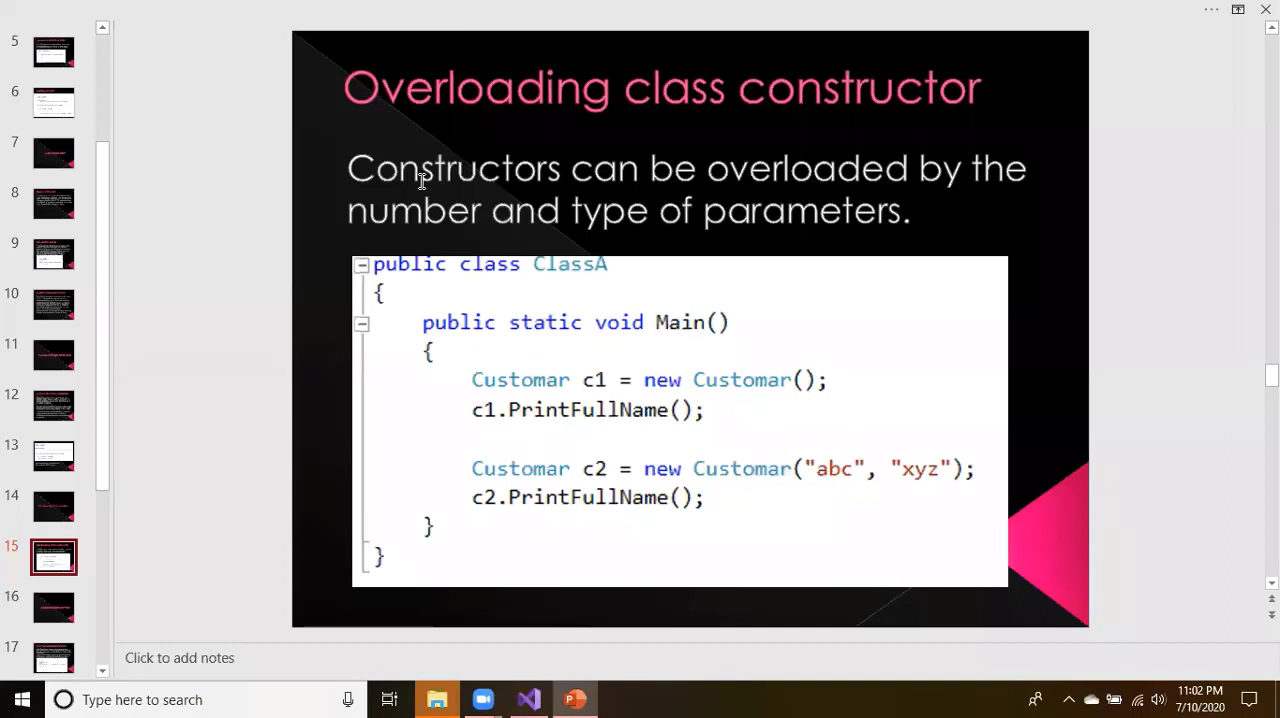 5
6
7
8
9
10
11
12
13
14
15
16
17
Overloading class constructor
Constructors can be overloaded by the
number and type of parameters.
public class ClassA
{
public static void Main()
{
Customar c1 = new Customar();
c1.PrintFullName();
Customar c2 = new Customar("abc", "xyz");
c2.PrintFullName();
}
}
Click to add notes
Type here to search
11:02 PM
7/10/2020